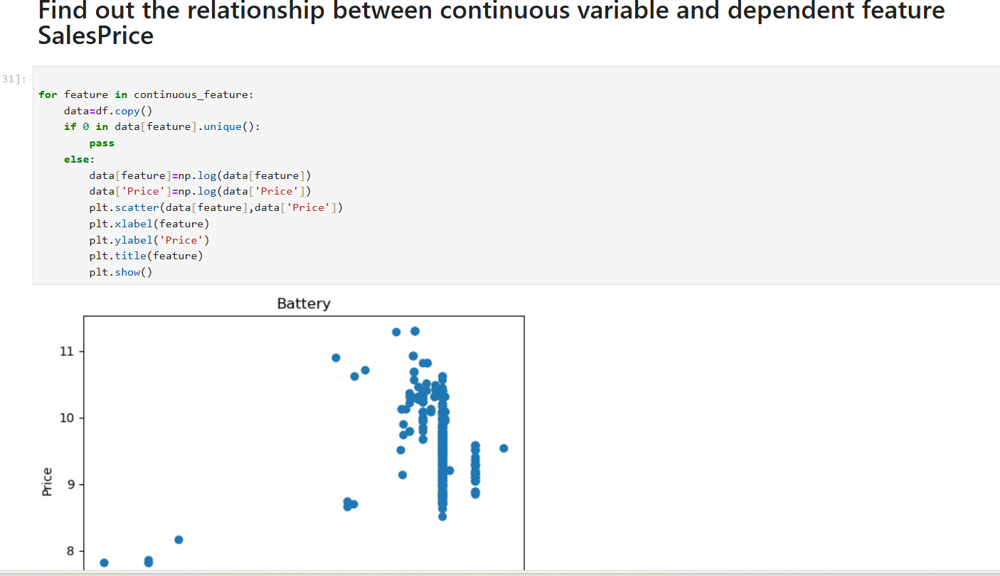 Find out the relationship between continuous variable and dependent feature
SalesPrice
31]:
for feature in continuous_feature:
    data=df.copy()
    if 0 in data[feature].unique():
        pass
    else:
        data[feature]=np.log(data[feature])
        data['Price']=np.log(data['Price'])
        plt.scatter(data[feature],data['Price'])
        plt.xlabel(feature)
        plt.ylabel('Price')
        plt.title(feature)
        plt.show()
Battery
11
10
9
8
Price